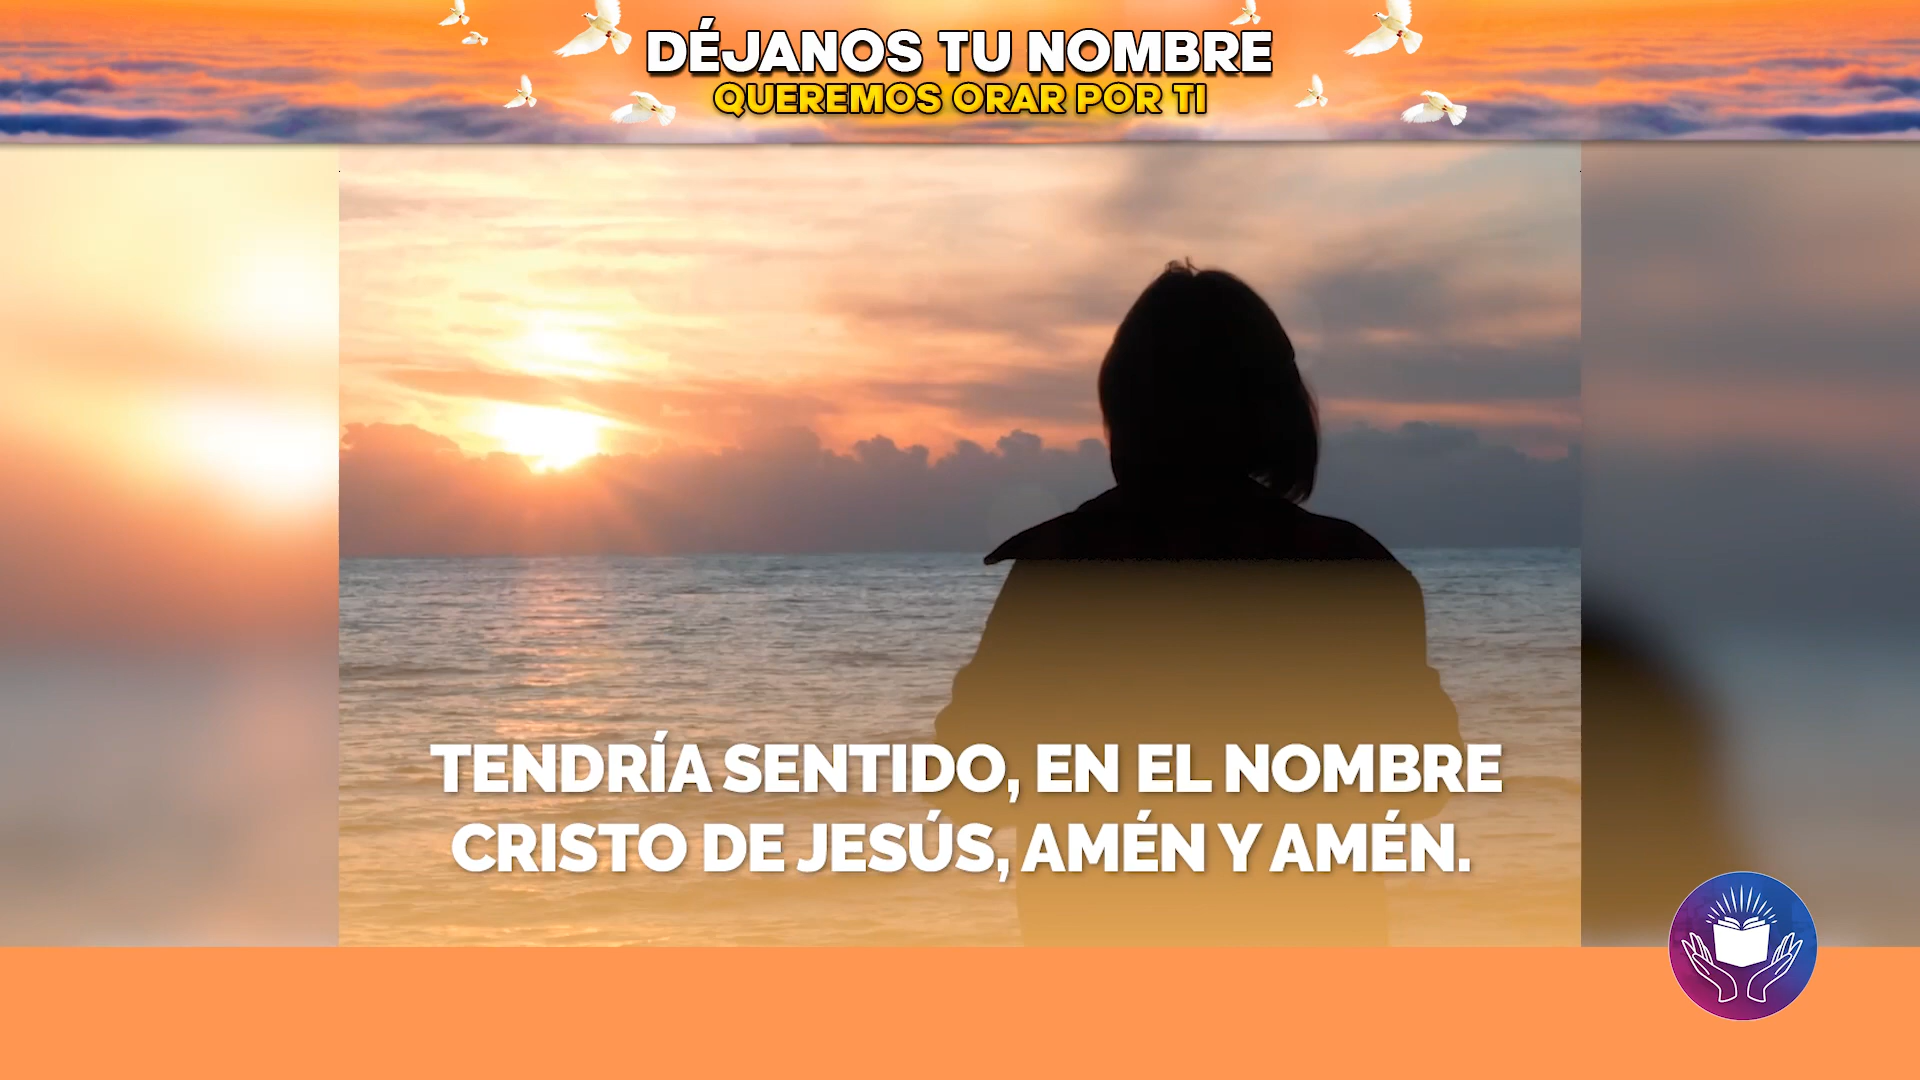 DÉJANOS TU NOMBRE
QUEREMOS ORAR POR TI
TENDRÍA SENTIDO, EN EL NOMBRE
CRISTO DE JESÚS, AMÉN Y AMÉN.